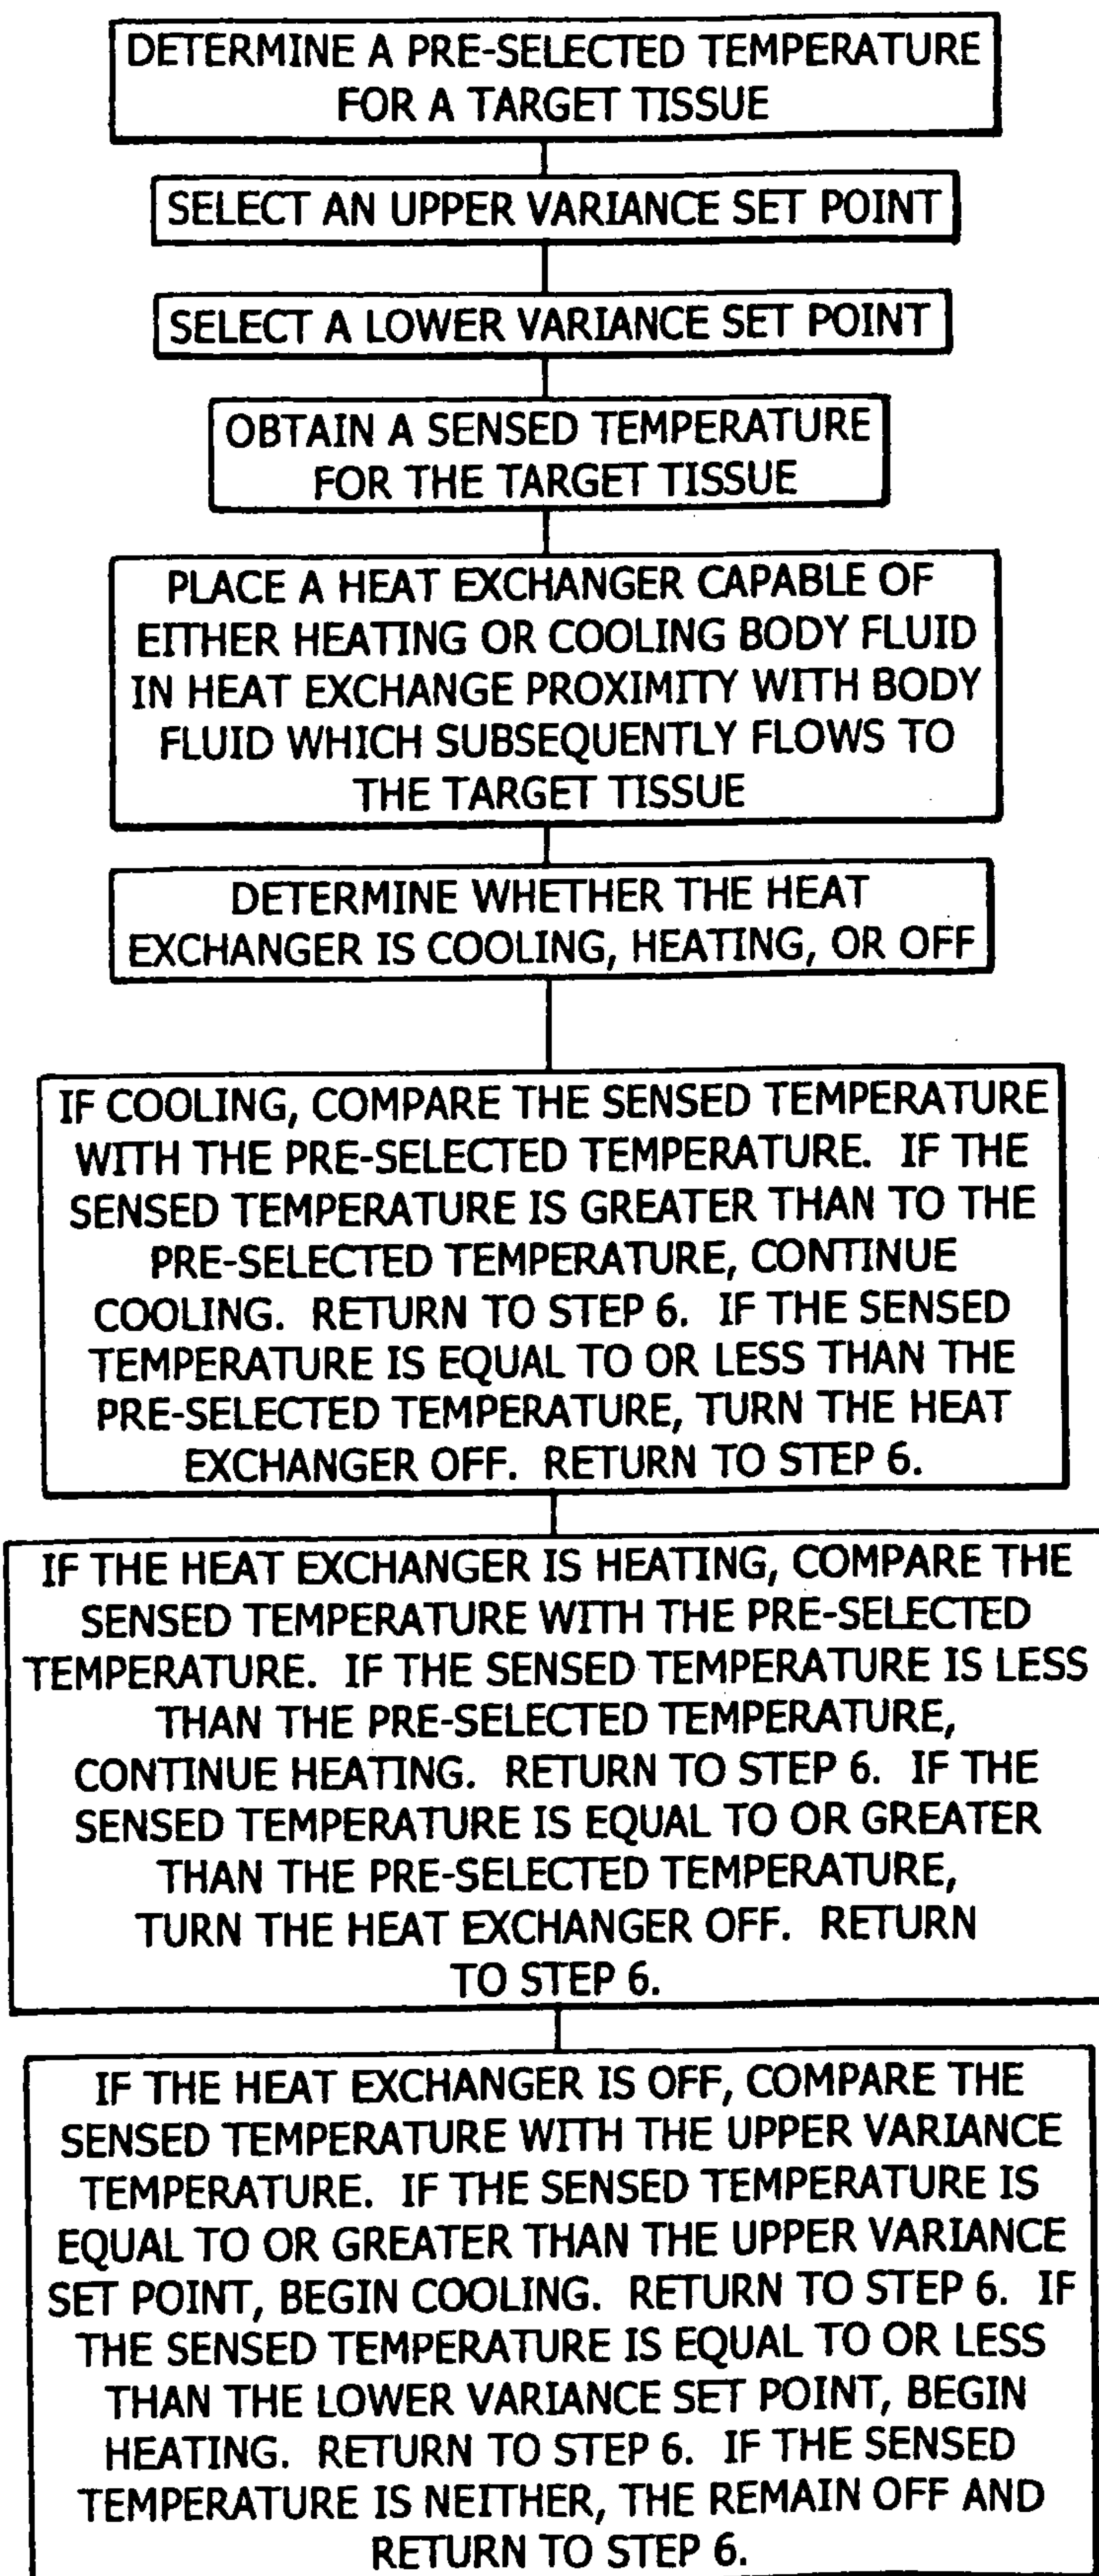 DETERMINE A PRE-SELECTED TEMPERATURE
FOR A TARGET TISSUE
SELECT AN UPPER VARIANCE SET POINT
SELECT A LOWER VARIANCE SET POINT
OBTAIN A SENSED TEMPERATURE
FOR THE TARGET TISSUE
PLACE A HEAT EXCHANGER CAPABLE OF
EITHER HEATING OR COOLING BODY FLUID
IN HEAT EXCHANGE PROXIMITY WITH BODY
FLUID WHICH SUBSEQUENTLY FLOWS TO
THE TARGET TISSUE
DETERMINE WHETHER THE HEAT
EXCHANGER IS COOLING, HEATING, OR OFF
IF COOLING, COMPARE THE SENSED TEMPERATURE
WITH THE PRE-SELECTED TEMPERATURE. IF THE
SENSED TEMPERATURE IS GREATER THAN TO THE
PRE-SELECTED TEMPERATURE, CONTINUE
COOLING. RETURN TO STEP 6. IF THE SENSED
TEMPERATURE IS EQUAL TO OR LESS THAN THE
PRE-SELECTED TEMPERATURE, TURN THE HEAT
EXCHANGER OFF. RETURN TO STEP 6.
IF THE HEAT EXCHANGER IS HEATING, COMPARE THE
SENSED TEMPERATURE WITH THE PRE-SELECTED
TEMPERATURE. IF THE SENSED TEMPERATURE IS LESS
THAN THE PRE-SELECTED TEMPERATURE,
CONTINUE HEATING. RETURN TO STEP 6. IF THE
SENSED TEMPERATURE IS EQUAL TO OR GREATER
THAN THE PRE-SELECTED TEMPERATURE,
TURN THE HEAT EXCHANGER OFF. RETURN
TO STEP 6.
IF THE HEAT EXCHANGER IS OFF, COMPARE THE
SENSED TEMPERATURE WITH THE UPPER VARIANCE
TEMPERATURE. IF THE SENSED TEMPERATURE IS
EQUAL TO OR GREATER THAN THE UPPER VARIANCE
SET POINT, BEGIN COOLING. RETURN TO STEP 6. IF
THE SENSED TEMPERATURE IS EQUAL TO OR LESS
THAN THE LOWER VARIANCE SET POINT, BEGIN
HEATING. RETURN TO STEP 6. IF THE SENSED
TEMPERATURE IS NEITHER, THE REMAIN OFF AND
RETURN TO STEP 6.